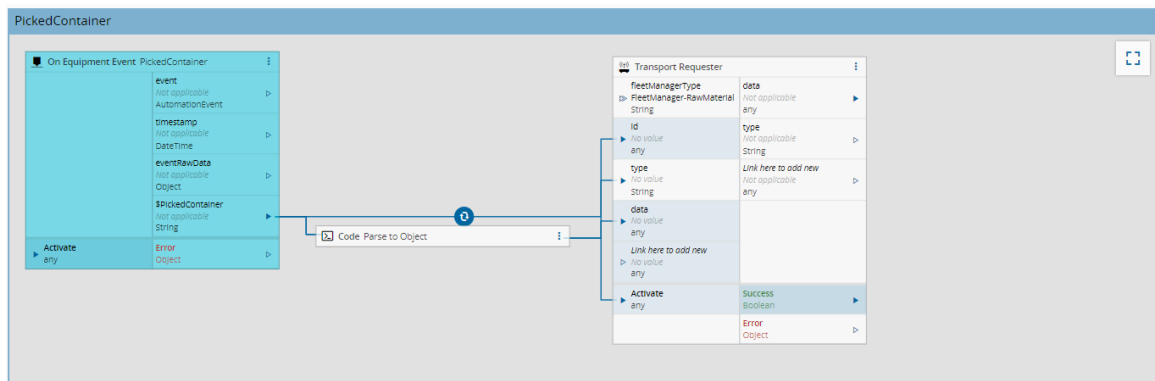 PickedContainer
On Equipment Event PickedContainer
event
Not applicable
AutomationEvent
timestamp
Not applicable
DateTime
eventRawData
Not applicable
Object
$PickedContainer
Not applicable
String
Activate
any
Error
Object
Code Parse to Object
Transport Requester
fleetManagerType
FleetManager-RawMaterial
String
id
No value
any
type
No value
String
data
No value
any
Link here to add new
No value
any
Activate
any
data
Not applicable
any
type
Not applicable
String
Link here to add new
Not applicable
any
Success
Boolean
Error
Object